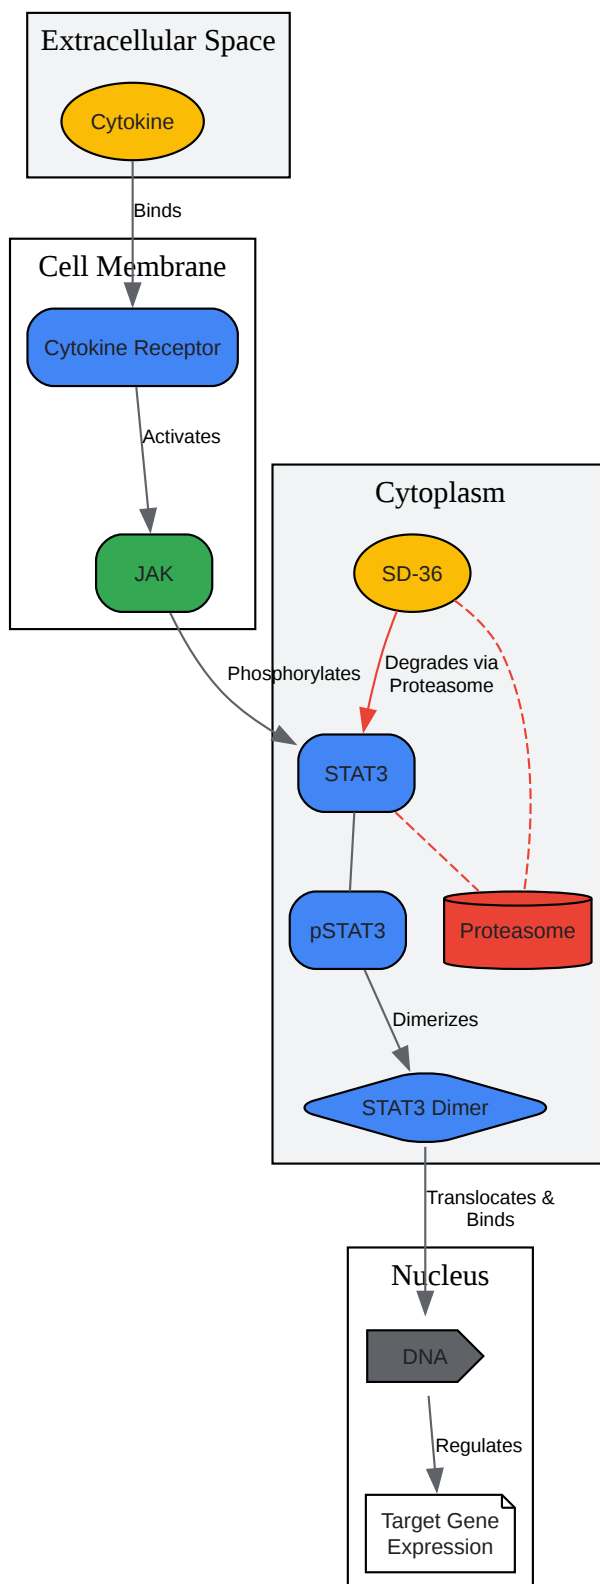 Extracellular Space
Cytokine
Binds
Cell Membrane
Cytokine Receptor
Activates
JAK
Phosphorylates
Cytoplasm
SD-36
Degrades via
Proteasome
STAT3
pSTAT3
Proteasome
Dimerizes
STAT3 Dimer
Translocates &
Binds
Nucleus
DNA
Regulates
Target Gene
Expression